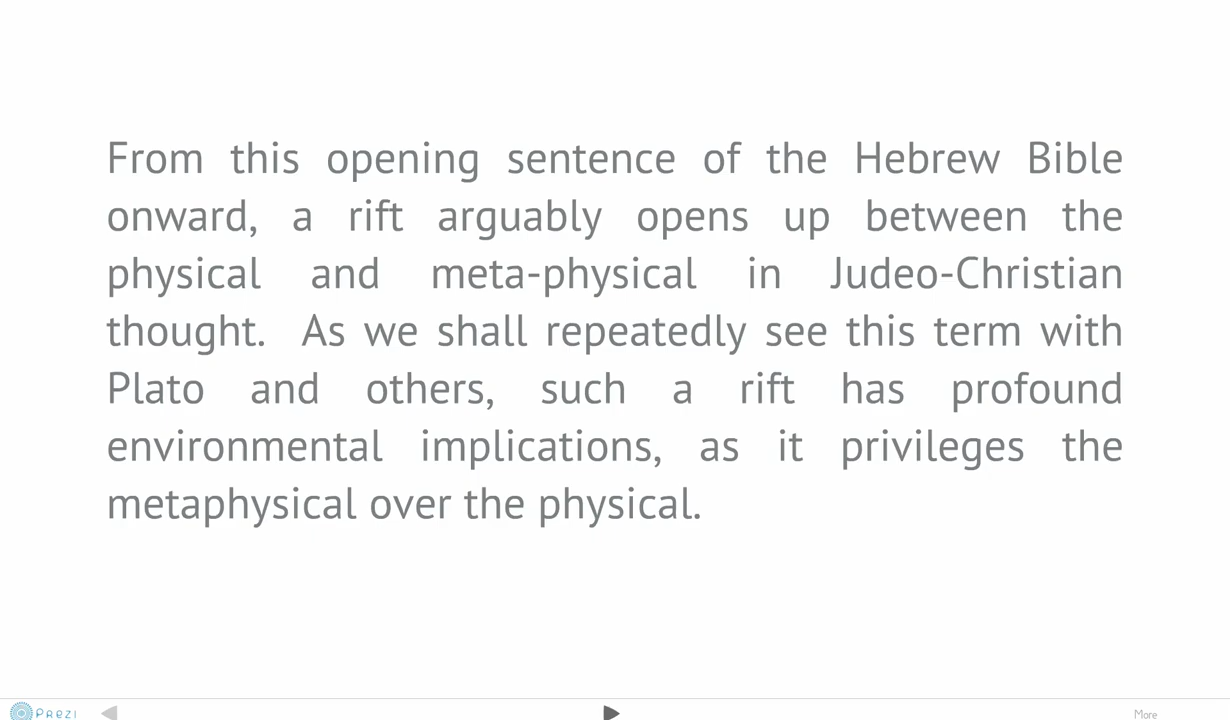 From this opening sentence of the Hebrew Bible
onward, a rift arguably opens up between the
physical and meta-physical in Judeo-Christian
thought.  As we shall repeatedly see this term with
Plato and others, such a rift has profound
environmental implications, as it privileges the
metaphysical over the physical.
PREZI
More